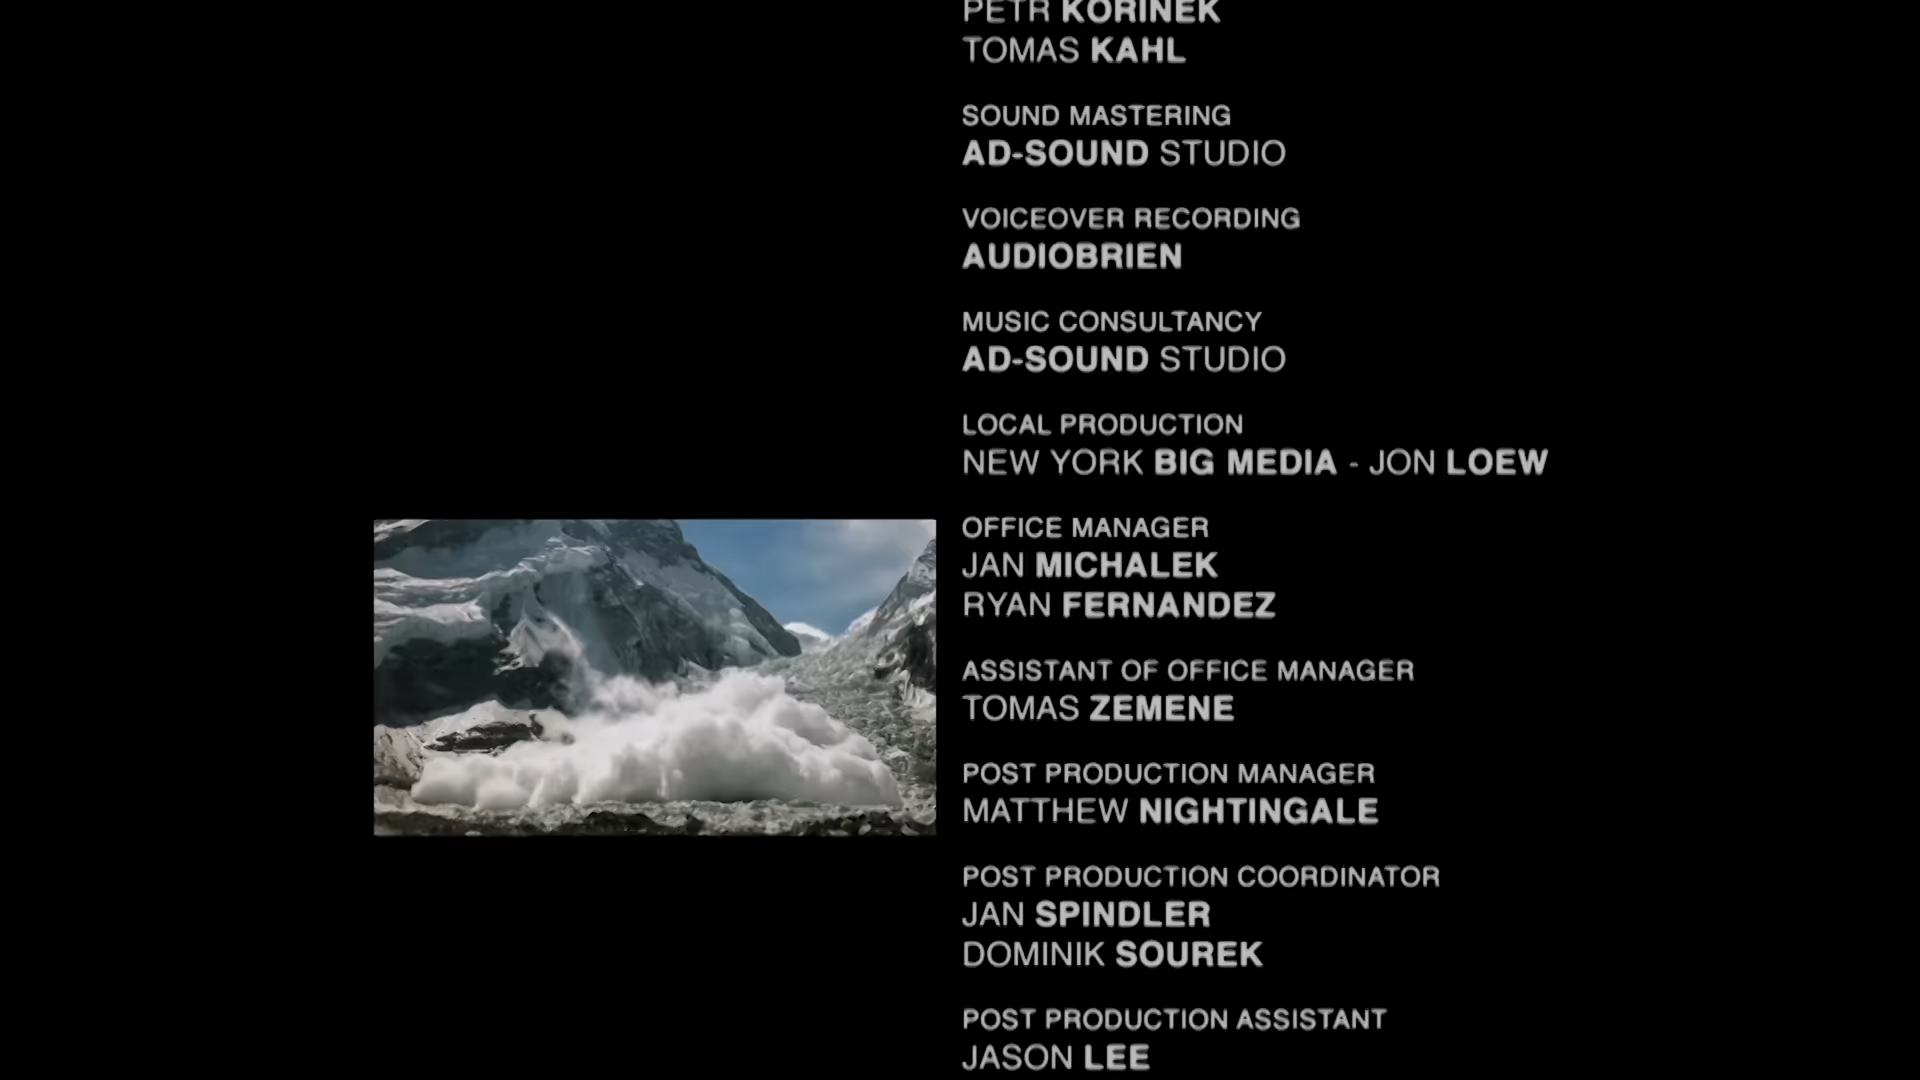 PETR KORINEK
TOMAS KAHL
SOUND MASTERING
AD-SOUND STUDIO
VOICEOVER RECORDING
AUDIOBRIEN
MUSIC CONSULTANCY
AD-SOUND STUDIO
LOCAL PRODUCTION
NEW YORK BIG MEDIA - JON LOEW
OFFICE MANAGER
JAN MICHALEK
RYAN FERNANDEZ
ASSISTANT OF OFFICE MANAGER
TOMAS ZEMENE
POST PRODUCTION MANAGER
MATTHEW NIGHTINGALE
POST PRODUCTION COORDINATOR
JAN SPINDLER
DOMINIK SOUREK
POST PRODUCTION ASSISTANT
JASON LEE